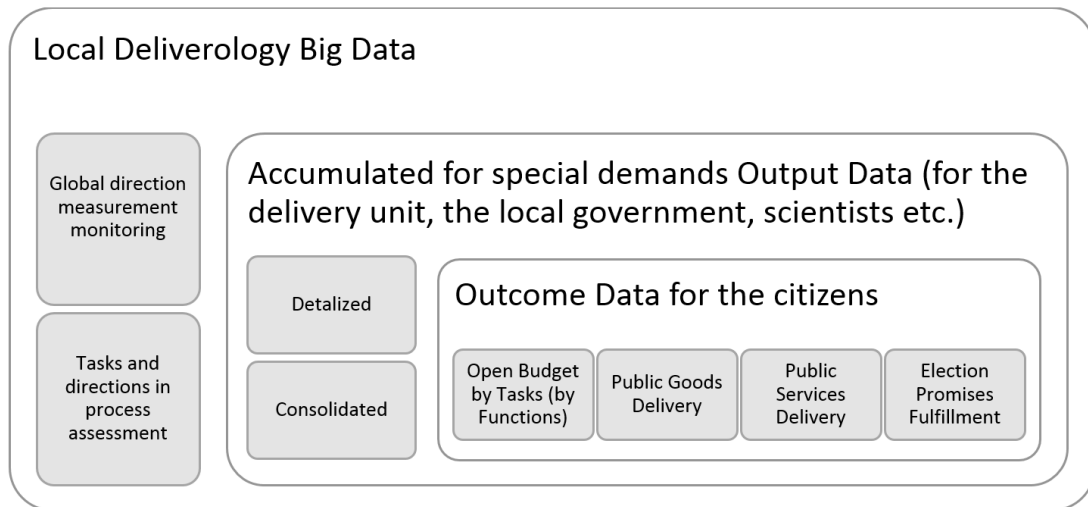 Local Deliverology Big Data
Global direction
measurement
monitoring
Tasks and
directions in
process
assessment
Accumulated for special demands Output Data (for the
delivery unit, the local government, scientists etc.)
Detalized
Consolidated
Outcome Data for the citizens
Open Budget
by Tasks (by
Functions)
Public Goods
Delivery
Public
Services
Delivery
Election
Promises
Fulfillment